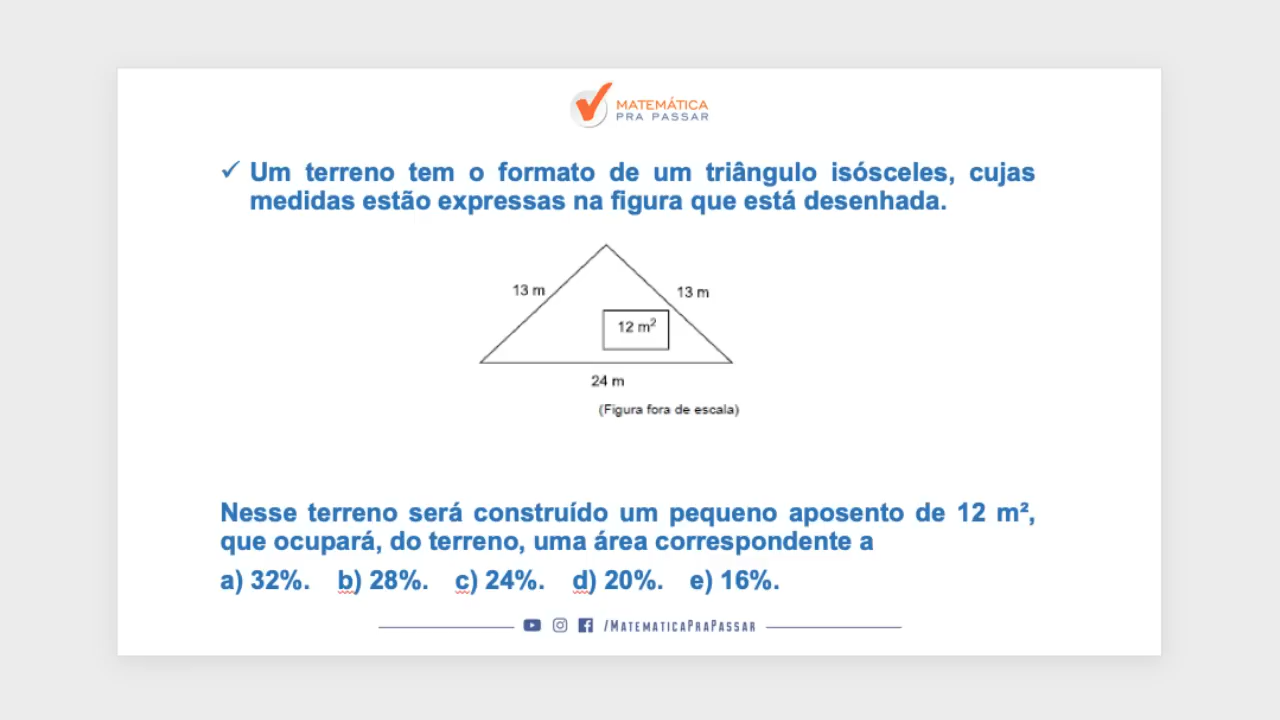 MATEMÁTICA
PRA PASSAR
✓ Um terreno tem o formato de um triângulo isósceles, cujas
medidas estão expressas na figura que está desenhada.
13 m
13 m
12 m²
24 m
(Figura fora de escala)
Nesse terreno será construído um pequeno aposento de 12 m²,
que ocupará, do terreno, uma área correspondente a
a) 32%. b) 28%. c) 24%. d) 20%. e) 16%.
/MATEMATICAPRAPASSAR